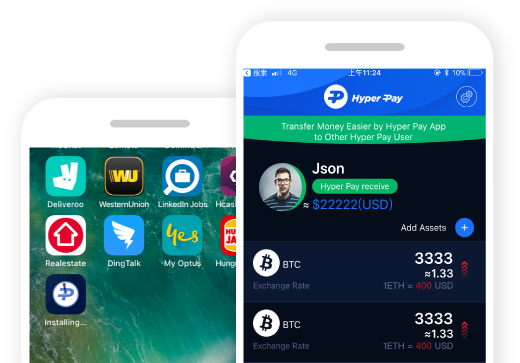 Deliveroo
WesternUnion
LinkedIn Jobs
Hcash
WU
Realestate
DingTalk
My Optus
Hung
yes
HU
JA
Installing...
搜索
4G
上午11:24
10%
Hyper Pay
Transfer Money Easier by Hyper Pay App
to Other Hyper Pay User
Json
Hyper Pay receive
≈ $22222(USD)
Add Assets
BTC
3333
≈1.33
Exchange Rate
1ETH = 400 USD
BTC
3333
≈1.33
Exchange Rate
1ETH = 400 USD